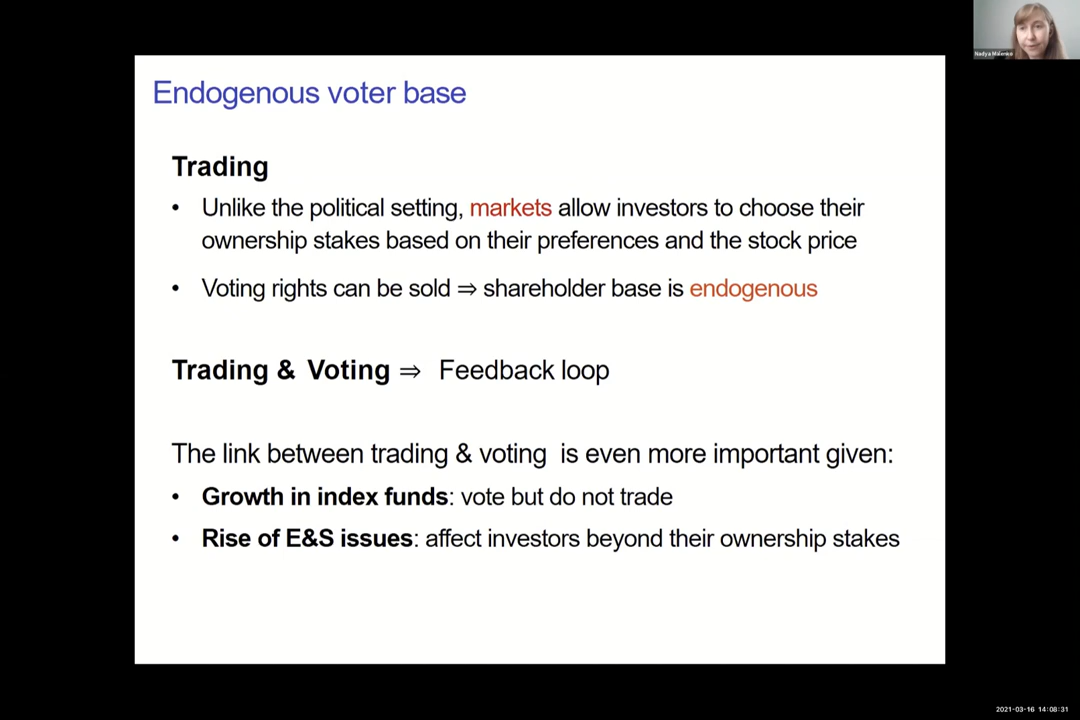 Nadya Malenko
Endogenous voter base
Trading
• Unlike the political setting, markets allow investors to choose their
ownership stakes based on their preferences and the stock price
• Voting rights can be sold ⇒ shareholder base is endogenous
Trading & Voting ⇒ Feedback loop
The link between trading & voting is even more important given:
• Growth in index funds: vote but do not trade
• Rise of E&S issues: affect investors beyond their ownership stakes
2021-03-16 14:08:31